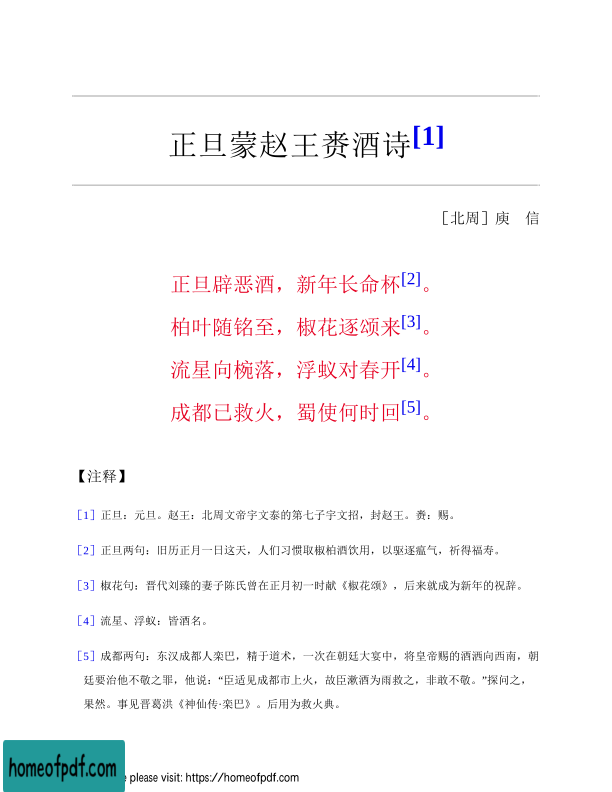 正旦蒙赵王赉酒诗[1]
［北周］庾　信
正旦辟恶酒，新年长命杯[2]。
柏叶随铭至，椒花逐颂来[3]。
流星向椀落，浮蚁对春开[4]。
成都已救火，蜀使何时回[5]。
【注释】
［1］正旦：元旦。赵王：北周文帝宇文泰的第七子宇文招，封赵王。赉：赐。
［2］正旦两句：旧历正月一日这天，人们习惯取椒柏酒饮用，以驱逐瘟气，祈得福寿。
［3］椒花句：晋代刘臻的妻子陈氏曾在正月初一时献《椒花颂》，后来就成为新年的祝辞。
［4］流星、浮蚁：皆酒名。
［5］成都两句：东汉成都人栾巴，精于道术，一次在朝廷大宴中，将皇帝赐的酒洒向西南，朝
廷要治他不敬之罪，他说：“臣适见成都市上火，故臣漱酒为雨救之，非敢不敬。”探问之，
果然。事见晋葛洪《神仙传·栾巴》。后用为救火典。
homeofpdf.com
please visit: https://homeofpdf.com